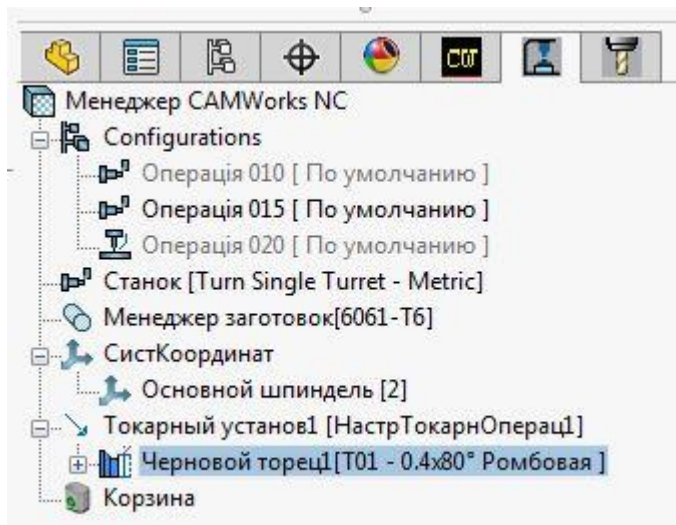 CW
Менеджер CAMWorks NC
Configurations
Операція 010 [ По умолчанию ]
Операція 015 [ По умолчанию ]
Операція 020 [ По умолчанию ]
Станок [Turn Single Turret - Metric]
Менеджер заготовок[6061-T6]
СистКоординат
Основной шпиндель [2]
Токарный установ1 [НастрТокарнОперац1]
Черновой торец1[T01 - 0.4x80° Ромбовая ]
Корзина